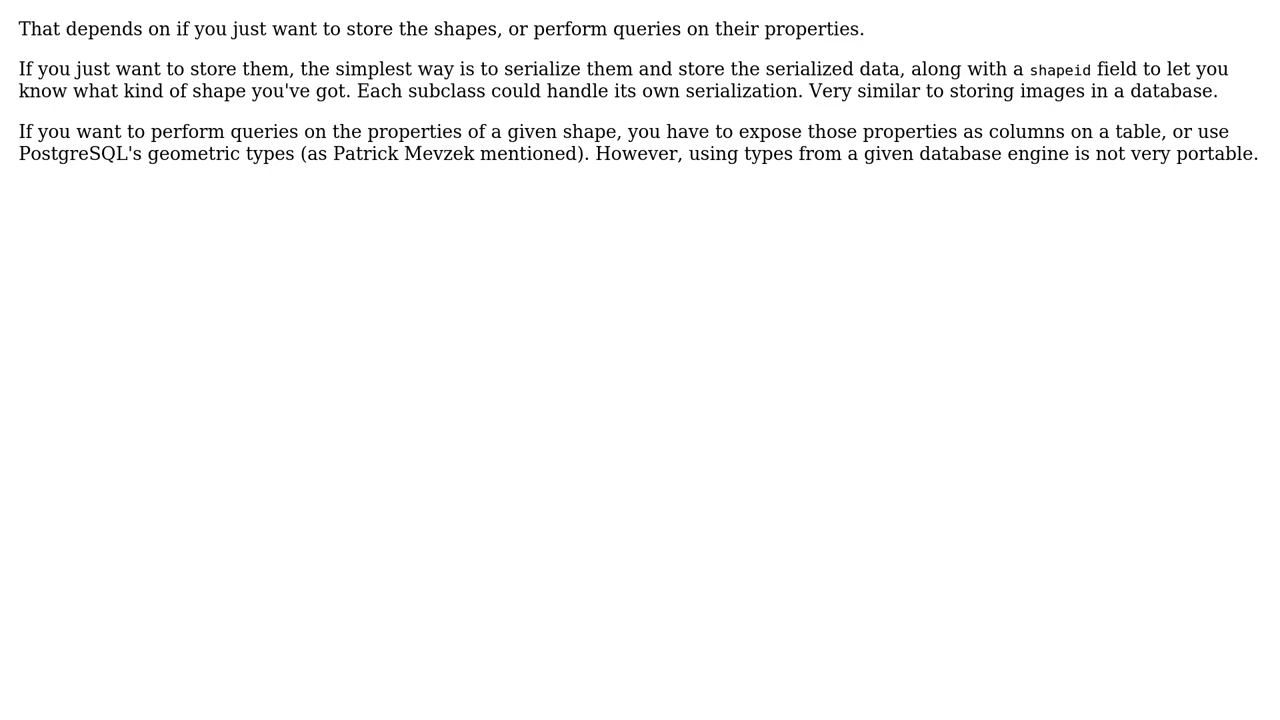 That depends on if you just want to store the shapes, or perform queries on their properties.
If you just want to store them, the simplest way is to serialize them and store the serialized data, along with a shapeid field to let you
know what kind of shape you've got. Each subclass could handle its own serialization. Very similar to storing images in a database.
If you want to perform queries on the properties of a given shape, you have to expose those properties as columns on a table, or use
PostgreSQL's geometric types (as Patrick Mevzek mentioned). However, using types from a given database engine is not very portable.